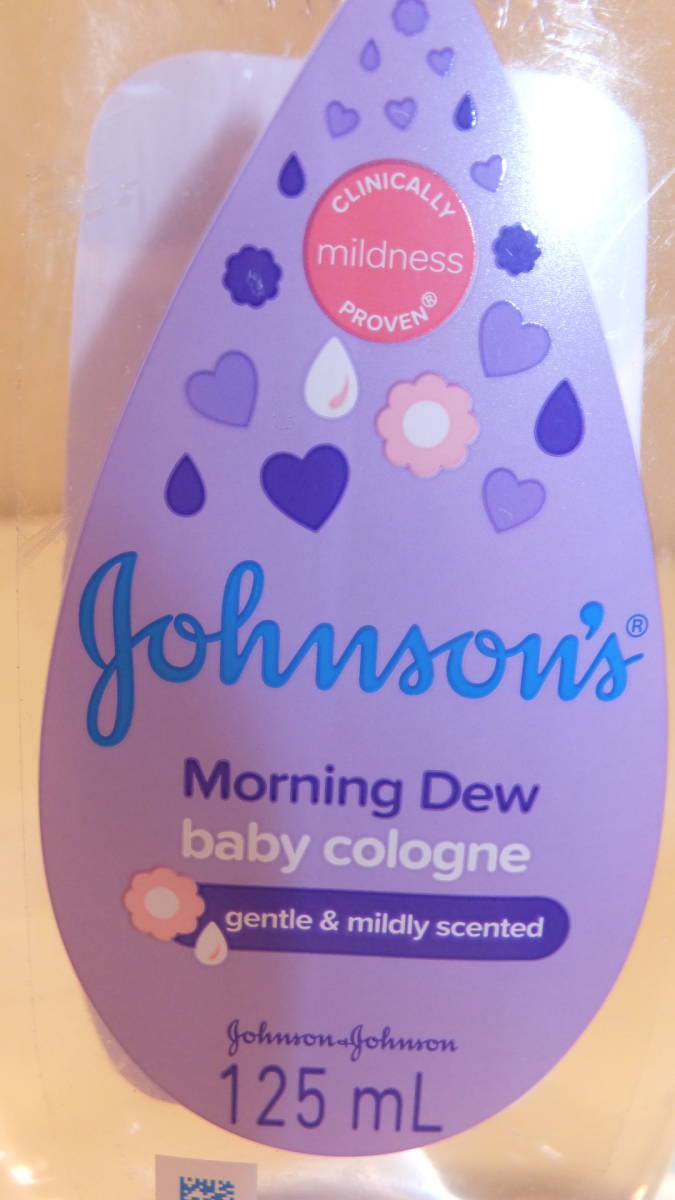 CLINICALLY
mildness
PROVEN®
Johnson's®
Morning Dew
baby cologne
gentle & mildly scented
Johnson&Johnson
125 mL